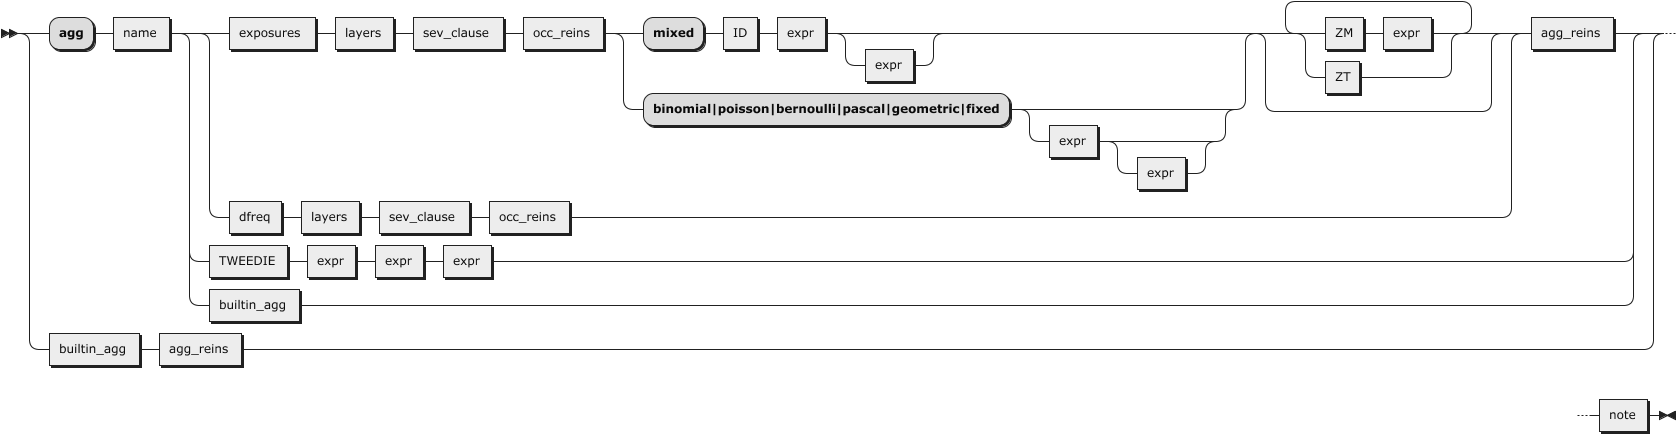 agg name exposures layers sev_clause occ_reins mixed ID expr ZM expr agg_reins
expr ZT
binomial|poisson|bernoulli|pascal|geometric|fixed
expr
expr
dfreq layers sev_clause occ_reins
TWEEDIE expr expr expr
builtin_agg
builtin_agg agg_reins
note